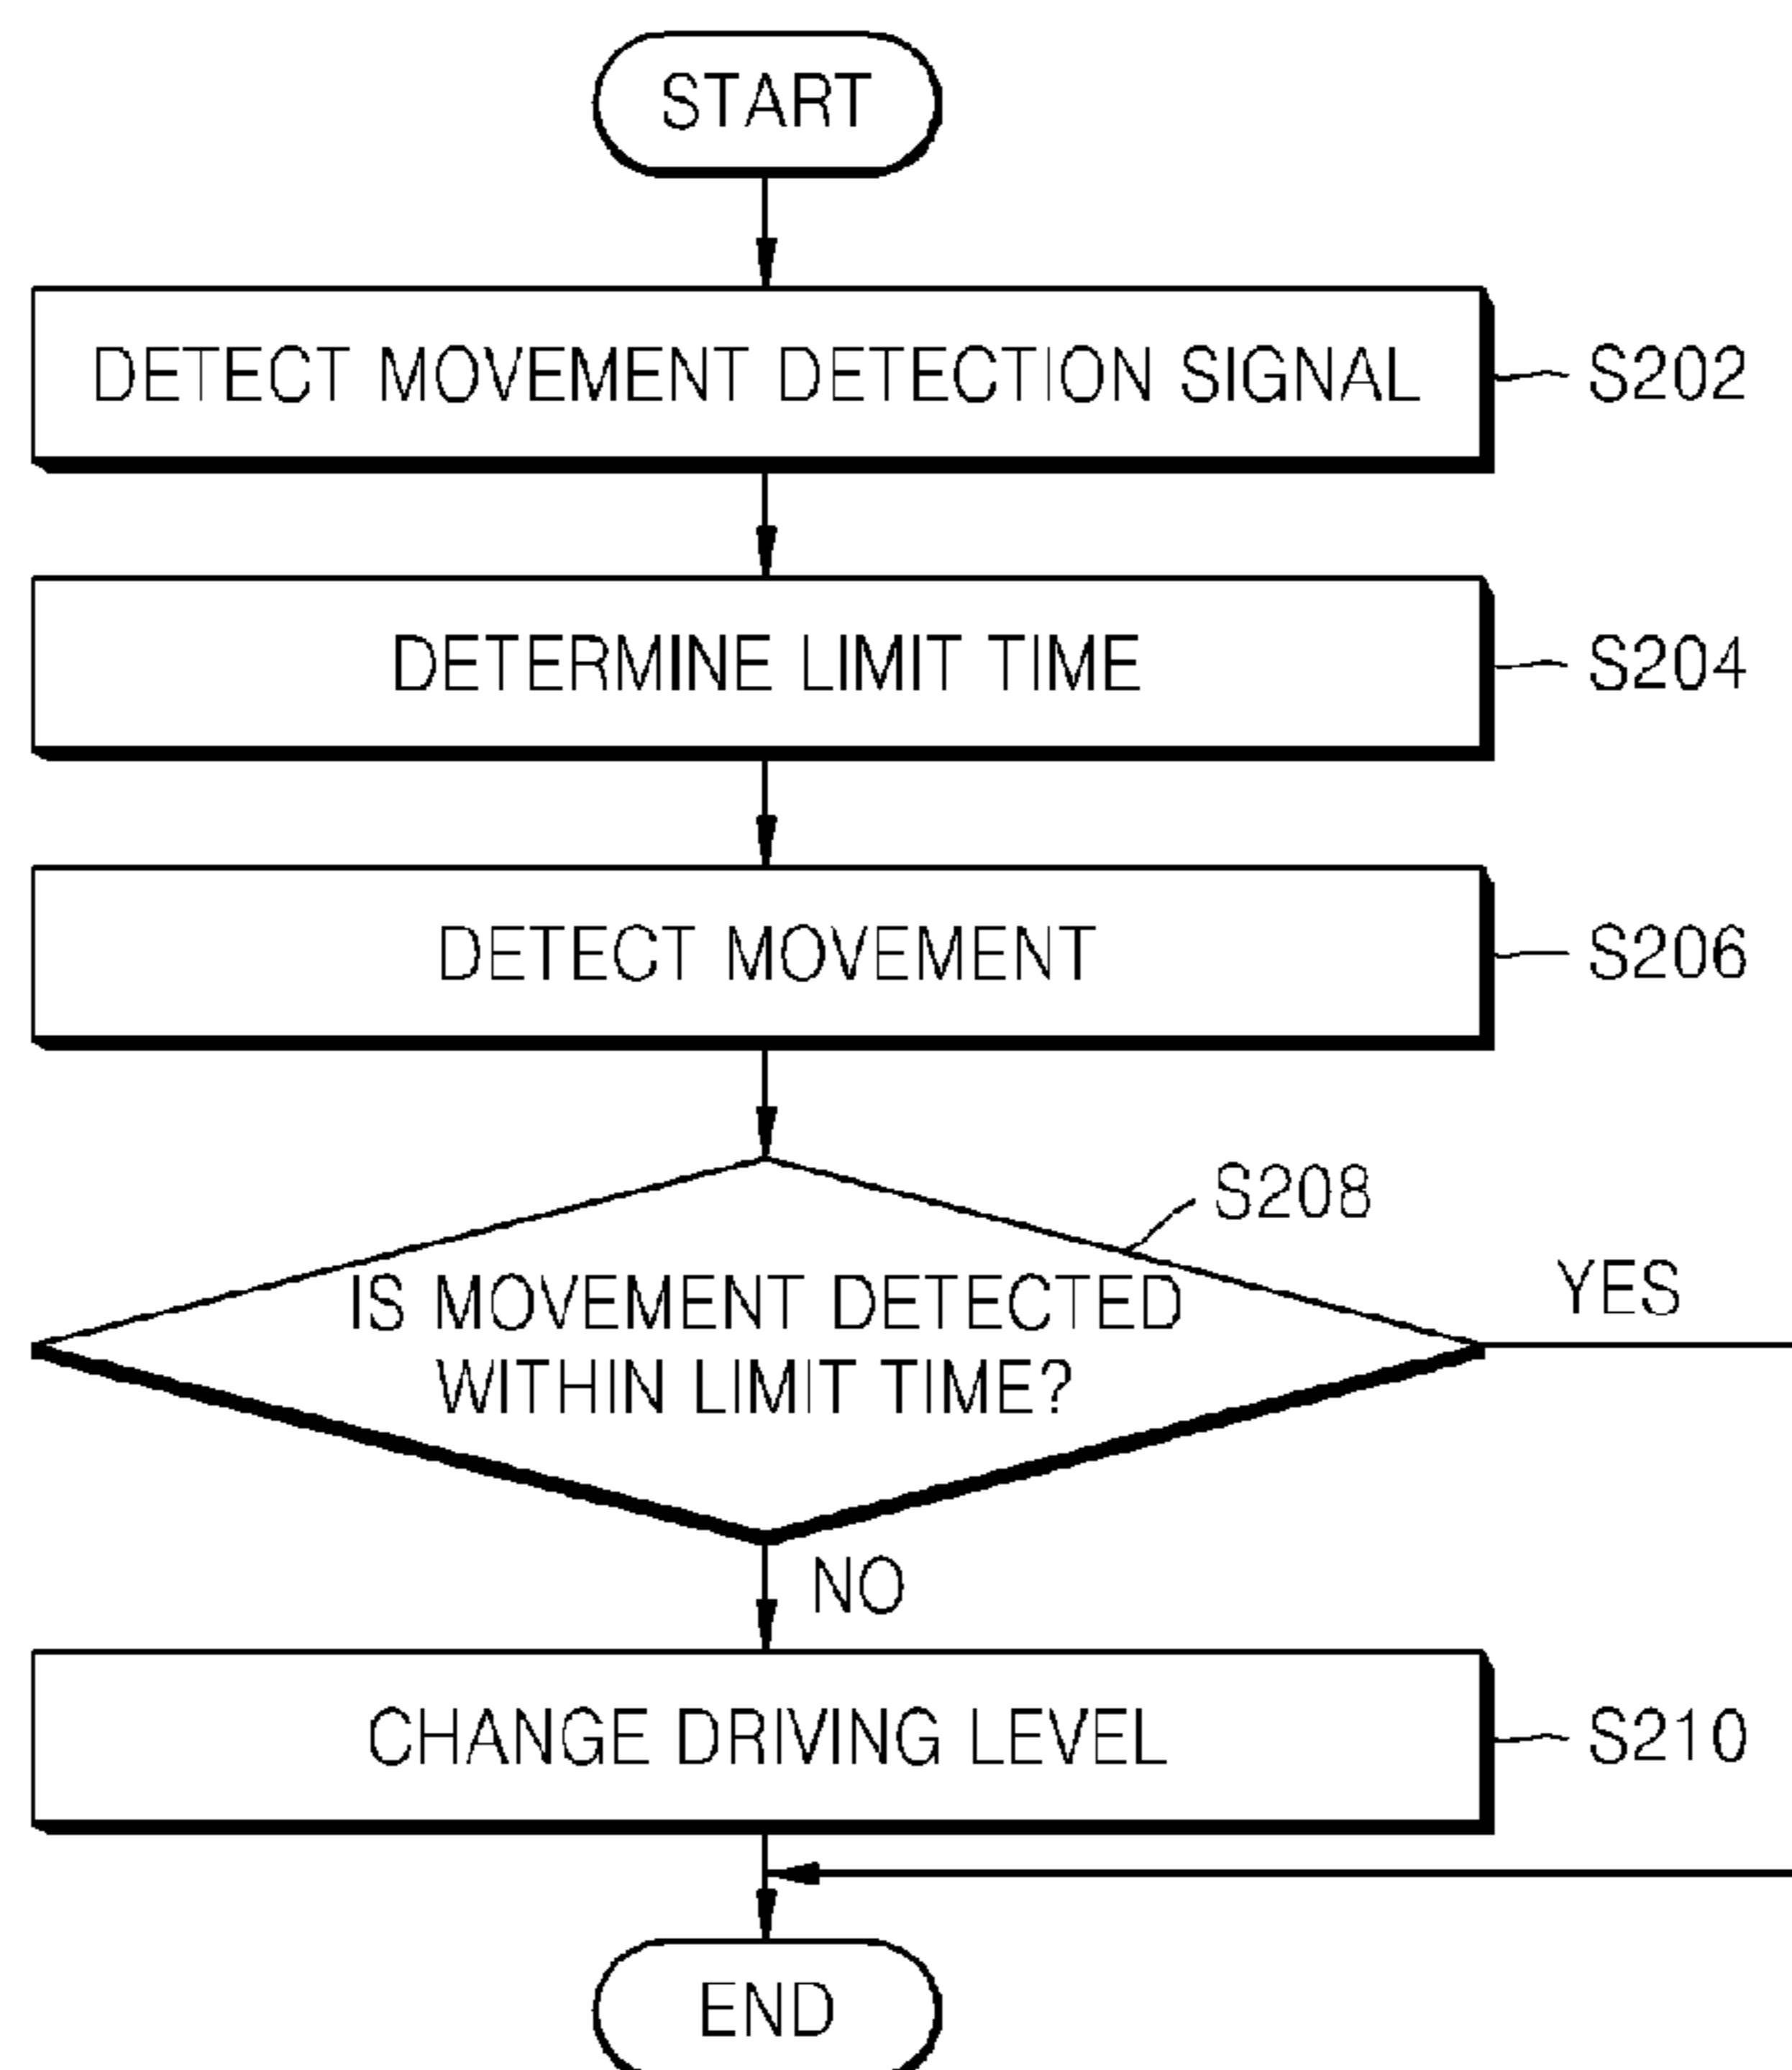 START
DETECT MOVEMENT DETECTION SIGNAL
S202
DETERMINE LIMIT TIME
S204
DETECT MOVEMENT
S206
S208
IS MOVEMENT DETECTED
WITHIN LIMIT TIME?
YES
NO
CHANGE DRIVING LEVEL
S210
END